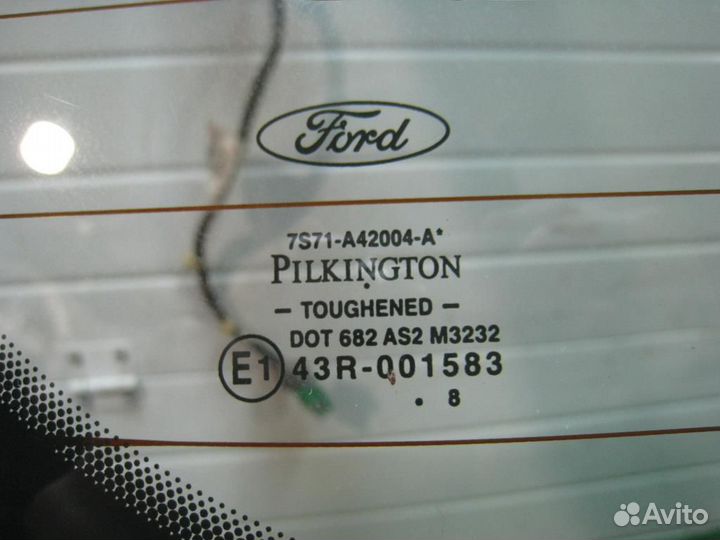 Ford
7S71-A42004-A*
PILKINGTON
- TOUGHENED -
DOT 682 AS2 M3232
E1 43R-001583
. 8
Avito